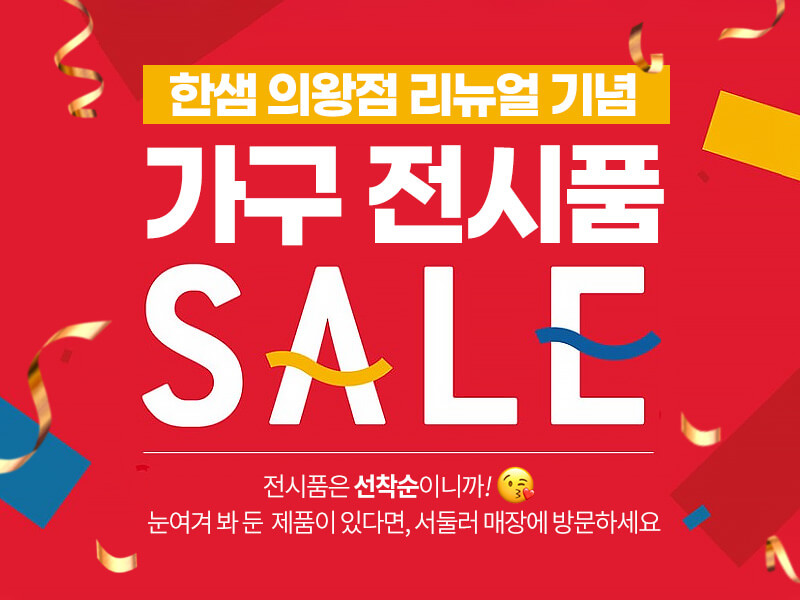 한샘 의왕점 리뉴얼 기념
가구 전시품
SALE
전시품은 선착순이니까! 😘
눈여겨 봐 둔 제품이 있다면, 서둘러 매장에 방문하세요